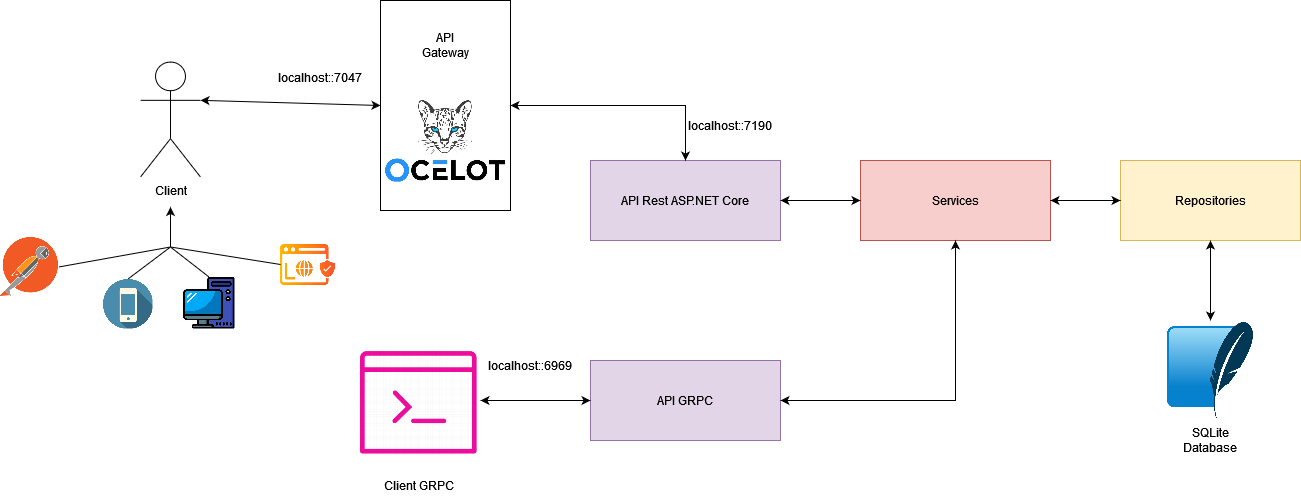 API
Gateway
localhost::7047
OCELOT
localhost::7190
Client
API Rest ASP.NET Core
Services
Repositories
localhost::6969
API GRPC
Client GRPC
SQLite
Database